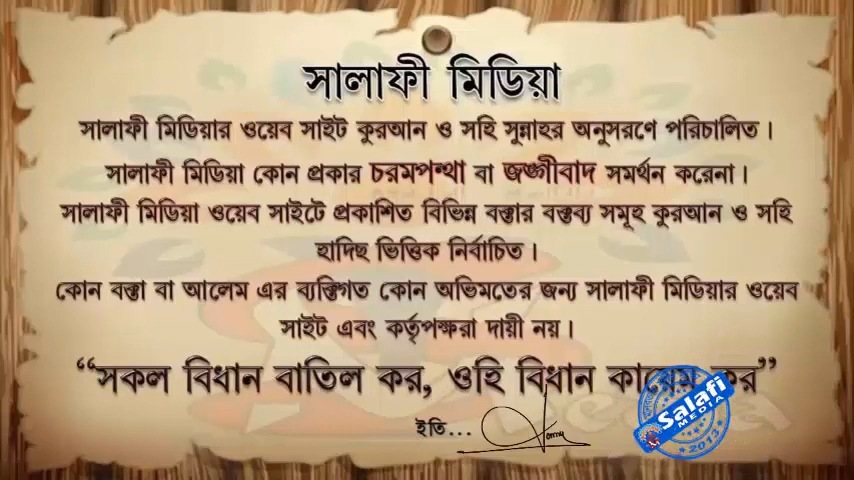 সালাফী মিডিয়া
সালাফী মিডিয়ার ওয়েব সাইট কুরআন ও সহি সুন্নাহর অনুসরণে পরিচালিত।
সালাফী মিডিয়া কোন প্রকার চরমপন্থা বা জঙ্গীবাদ সমর্থন করেনা।
সালাফী মিডিয়া ওয়েব সাইটে প্রকাশিত বিভিন্ন বক্তার বক্তব্য সমূহ কুরআন ও সহি
হাদিছ ভিত্তিক নির্বাচিত।
কোন বক্তা বা আলেম এর ব্যক্তিগত কোন অভিমতের জন্য সালাফী মিডিয়ার ওয়েব
সাইট এবং কর্তৃপক্ষরা দায়ী নয়।
“সকল বিধান বাতিল কর, ওহি বিধান কায়েম কর”
ইতি...
Salafi
MEDIA
2013